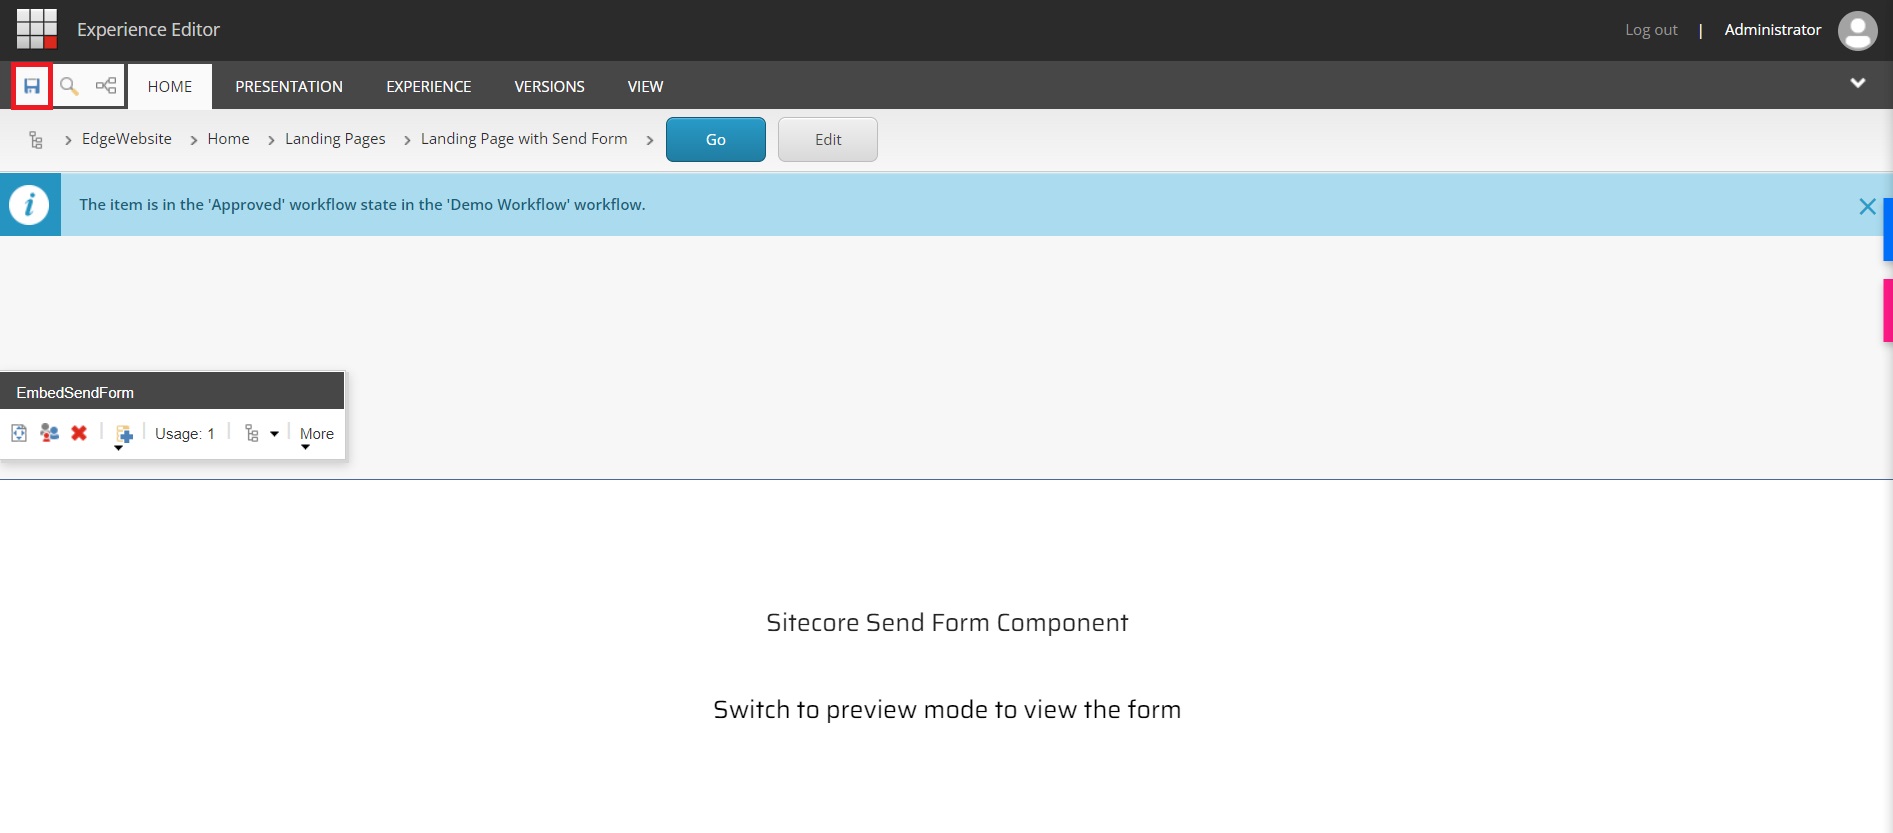 Experience Editor
Log out | Administrator
HOME PRESENTATION EXPERIENCE VERSIONS VIEW
EdgeWebsite Home Landing Pages Landing Page with Send Form Go Edit
i The item is in the 'Approved' workflow state in the 'Demo Workflow' workflow.
EmbedSendForm
Usage: 1 More
Sitecore Send Form Component
Switch to preview mode to view the form